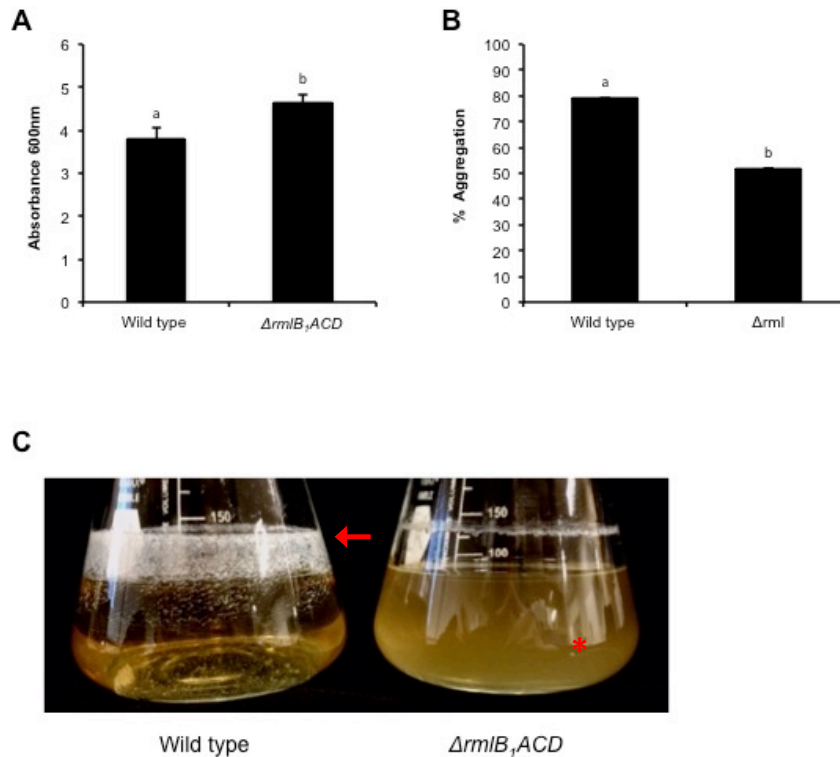 A
Absorbance 600nm
6
5
4
3
2
1
0
a
b
Wild type
ΔrmlB₁ACD
B
% Aggregation
100
90
80
70
60
50
40
30
20
10
0
a
b
Wild type
Δrml
C
150
150
100
*
Wild type
ΔrmlB₁ACD